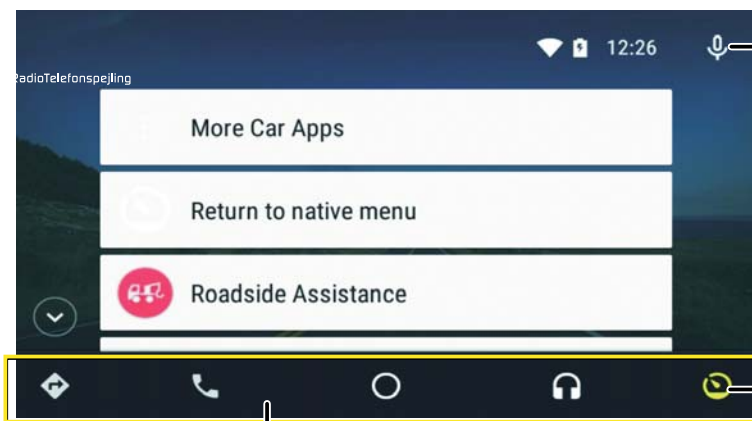 12:26
RadioTelefonspejling
More Car Apps
Return to native menu
Roadside Assistance